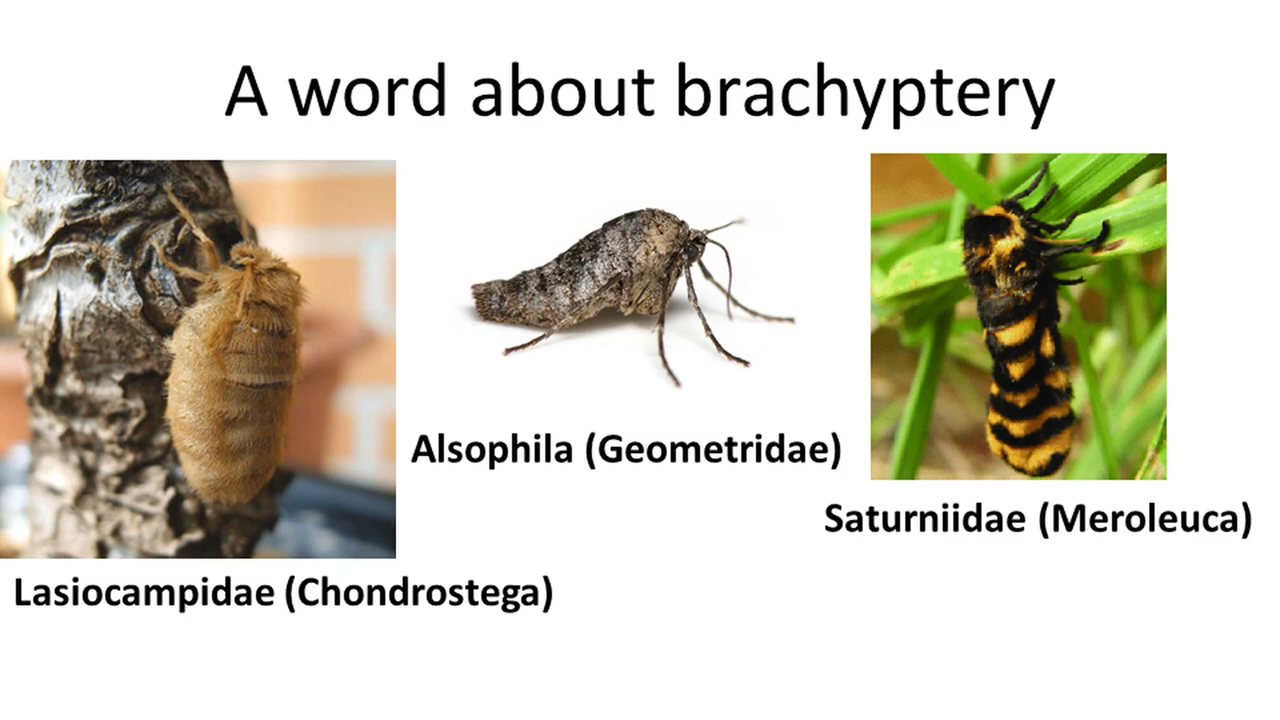 A word about brachyptery
Alsophila (Geometridae)
Saturniidae (Meroleuca)
Lasiocampidae (Chondrostega)